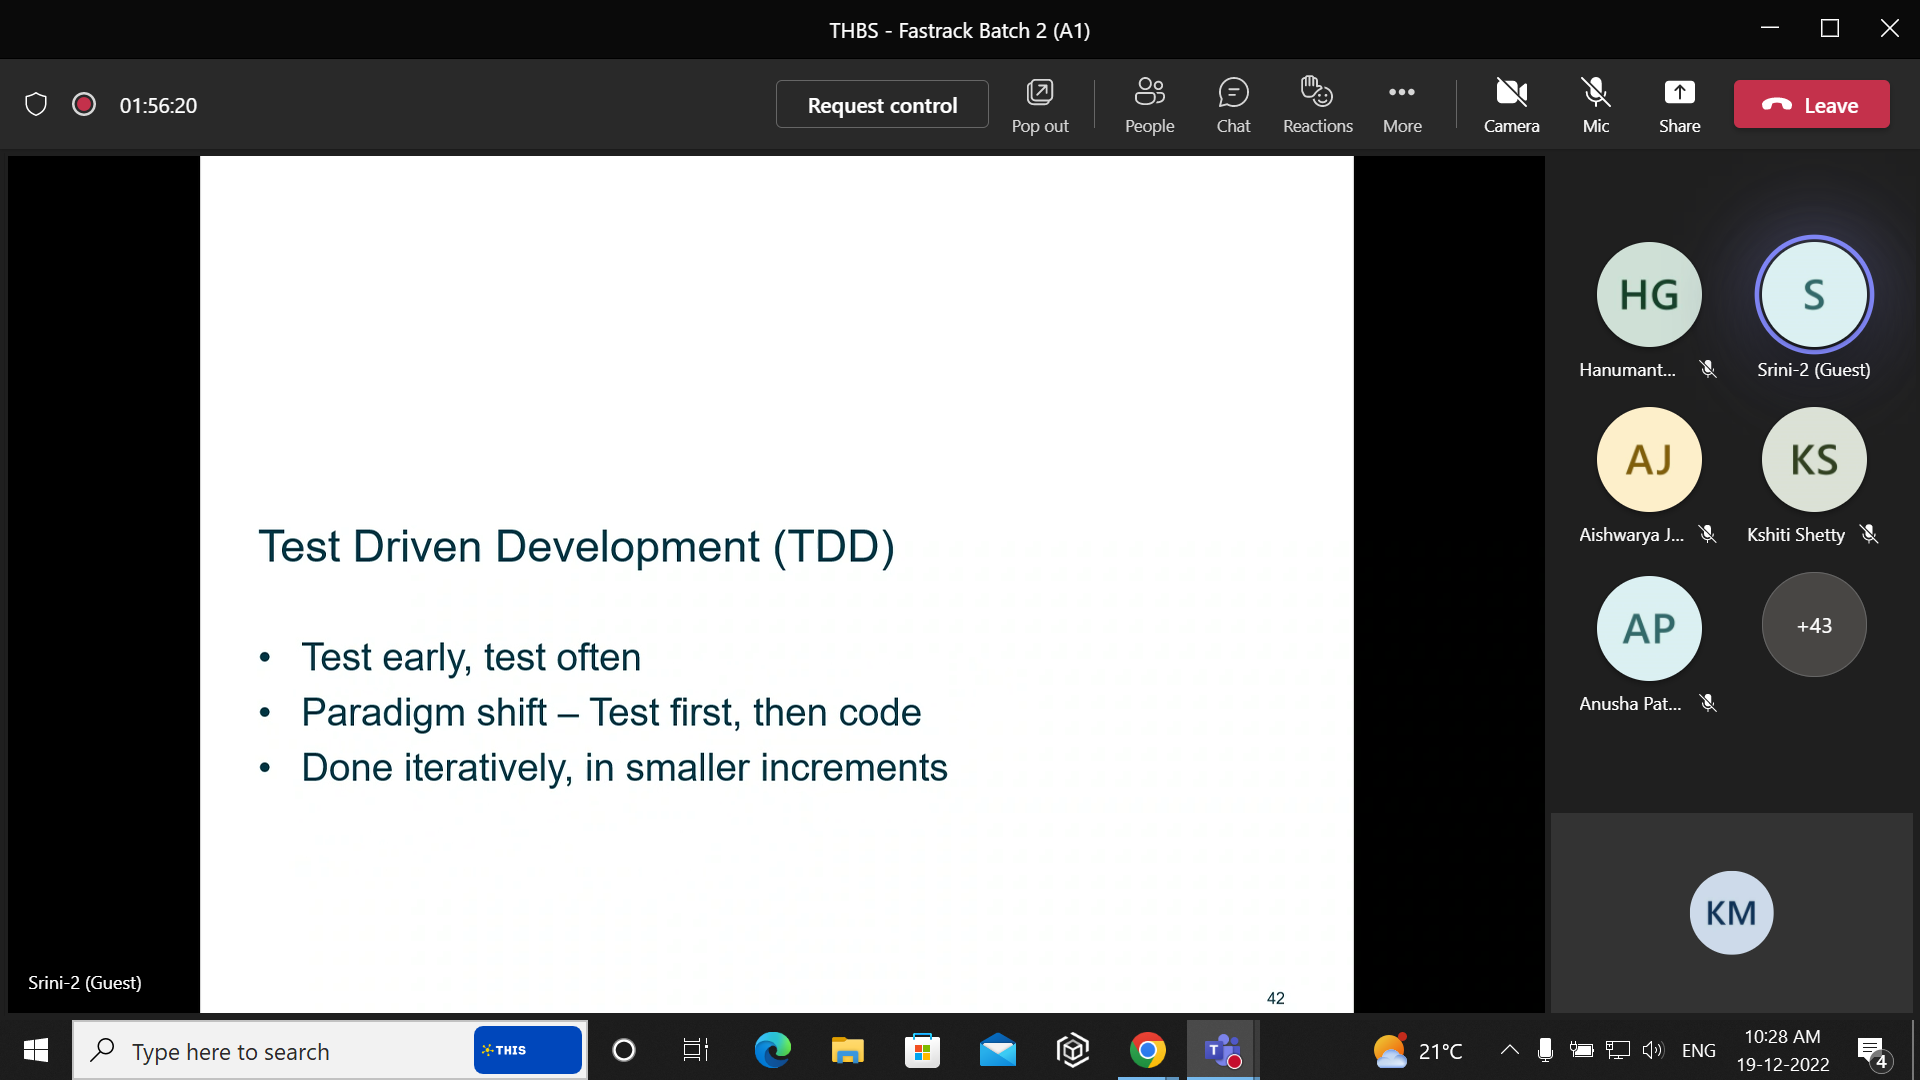 THBS - Fastrack Batch 2 (A1)
01:56:20
Request control
Pop out
People
Chat
Reactions
More
Camera
Mic
Share
Leave
Test Driven Development (TDD)
• Test early, test often
• Paradigm shift – Test first, then code
• Done iteratively, in smaller increments
42
Srini-2 (Guest)
HG
Hanumant...
S
Srini-2 (Guest)
AJ
Aishwarya J...
KS
Kshiti Shetty
AP
Anusha Pat...
+43
KM
Type here to search
THIS
T
21°C
ENG
10:28 AM
19-12-2022
4